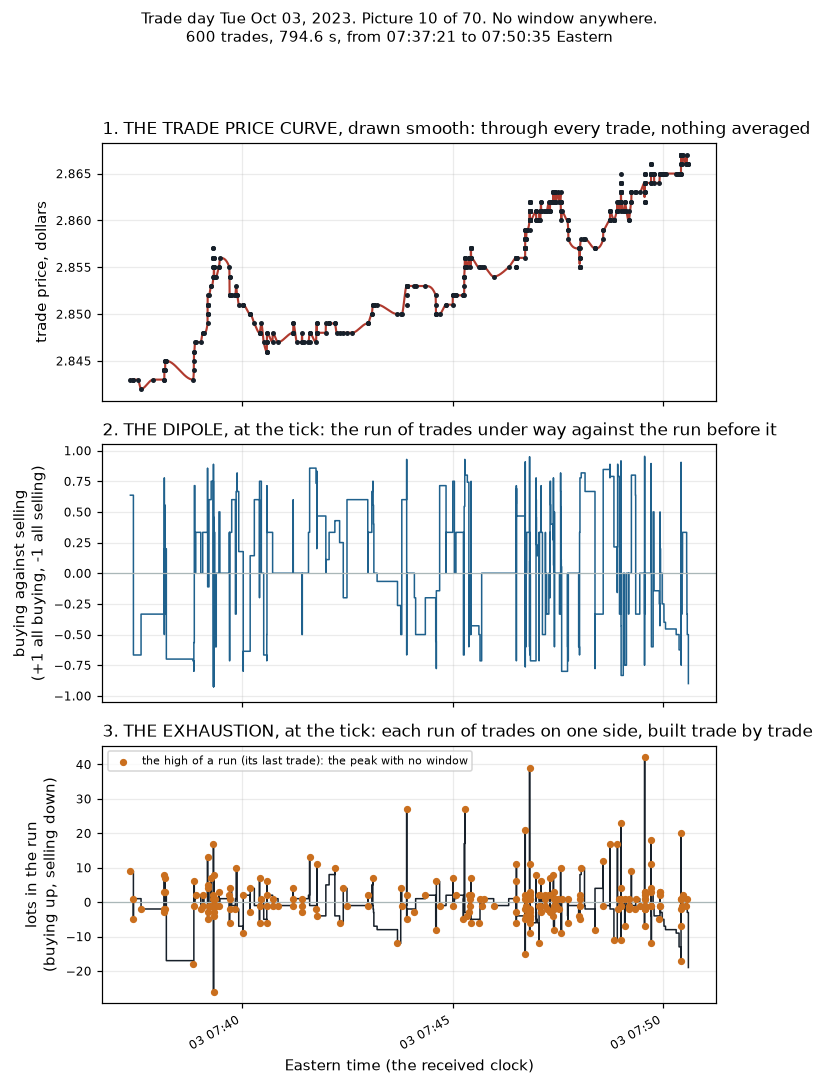 Trade day Tue Oct 03, 2023. Picture 10 of 70. No window anywhere.
600 trades, 794.6 s, from 07:37:21 to 07:50:35 Eastern
1. THE TRADE PRICE CURVE, drawn smooth: through every trade, nothing averaged
trade price, dollars
2.865
2.860
2.855
2.850
2.845
2. THE DIPOLE, at the tick: the run of trades under way against the run before it
buying against selling
(+1 all buying, -1 all selling)
1.00
0.75
0.50
0.25
0.00
−0.25
−0.50
−0.75
−1.00
3. THE EXHAUSTION, at the tick: each run of trades on one side, built trade by trade
the high of a run (its last trade): the peak with no window
lots in the run
(buying up, selling down)
40
30
20
10
0
−10
−20
03 07:40
03 07:45
03 07:50
Eastern time (the received clock)